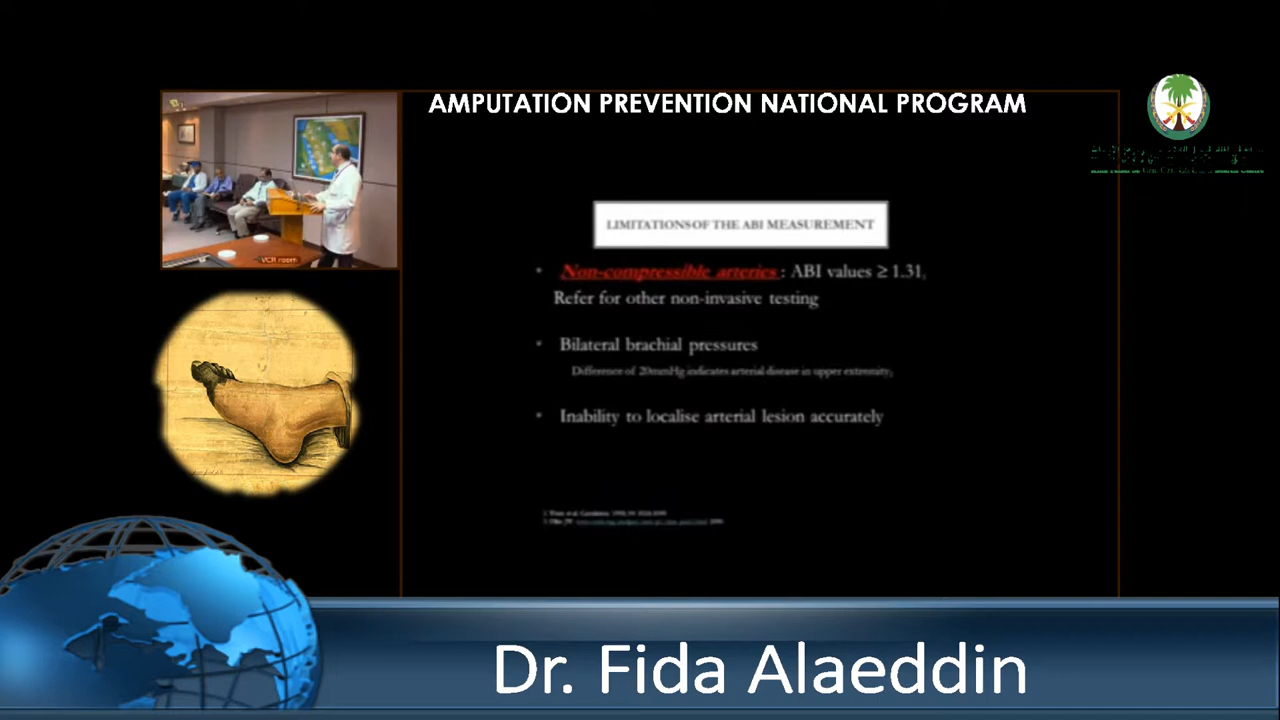 AMPUTATION PREVENTION NATIONAL PROGRAM
LIMITATIONS OF THE ABI MEASUREMENT
• Non-compressible arteries : ABI values ≥ 1.31,
Refer for other non-invasive testing
• Bilateral brachial pressures
Difference of 20mmHg indicates arterial disease in upper extremity,
• Inability to localise arterial lesion accurately
VCR room
Dr. Fida Alaeddin